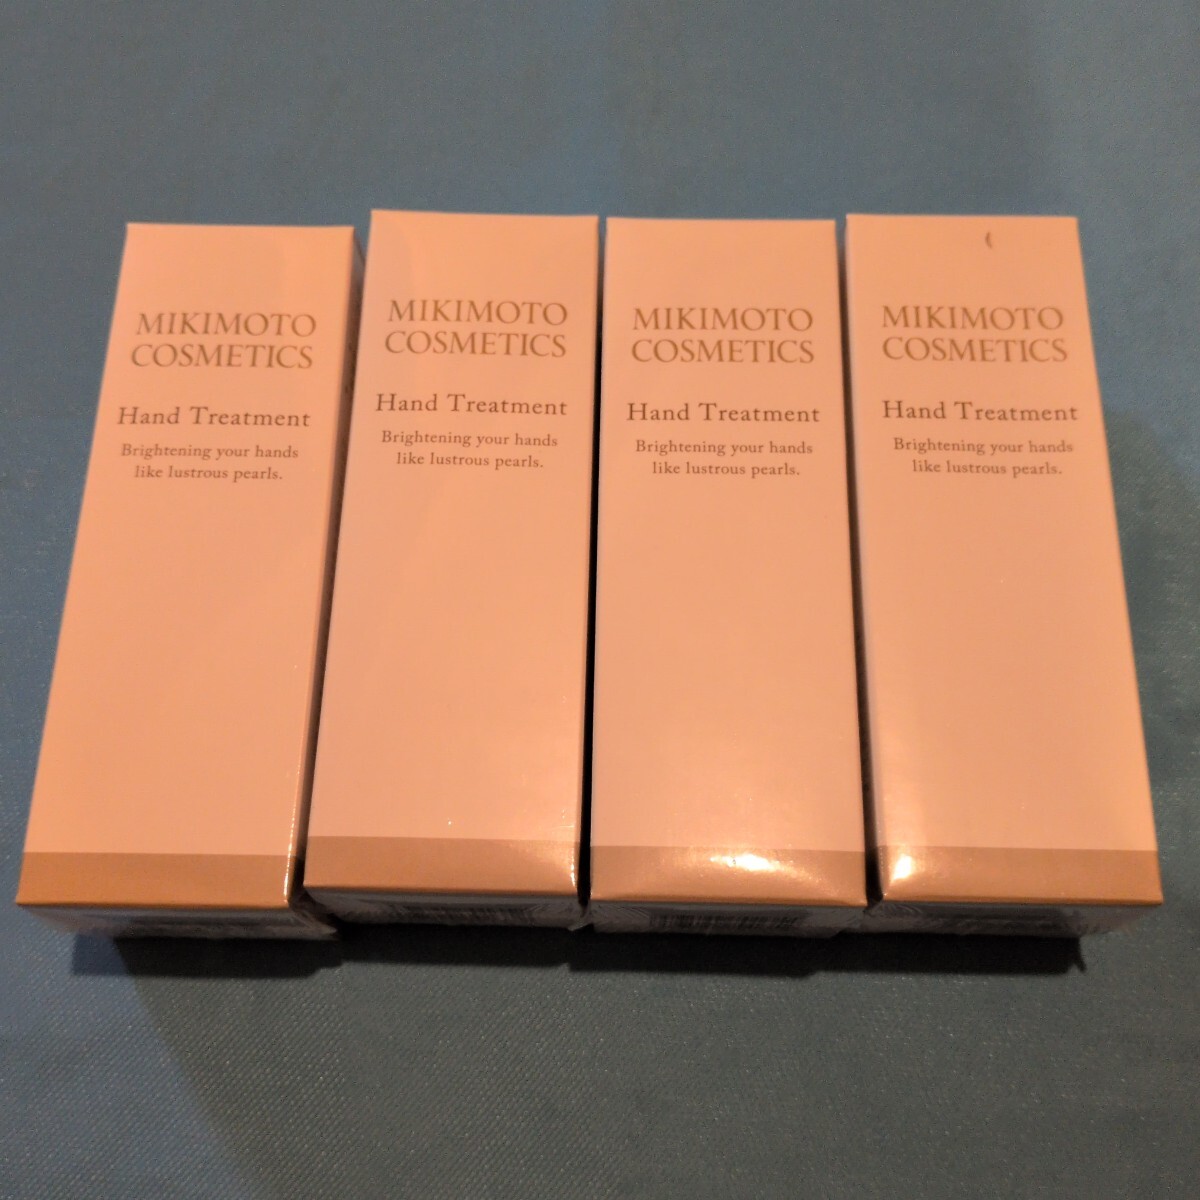 MIKIMOTO
COSMETICS
Hand Treatment
Brightening your hands
like lustrous pearls.
MIKIMOTO
COSMETICS
Hand Treatment
Brightening your hands
like lustrous pearls.
MIKIMOTO
COSMETICS
Hand Treatment
Brightening your hands
like lustrous pearls.
MIKIMOTO
COSMETICS
Hand Treatment
Brightening your hands
like lustrous pearls.